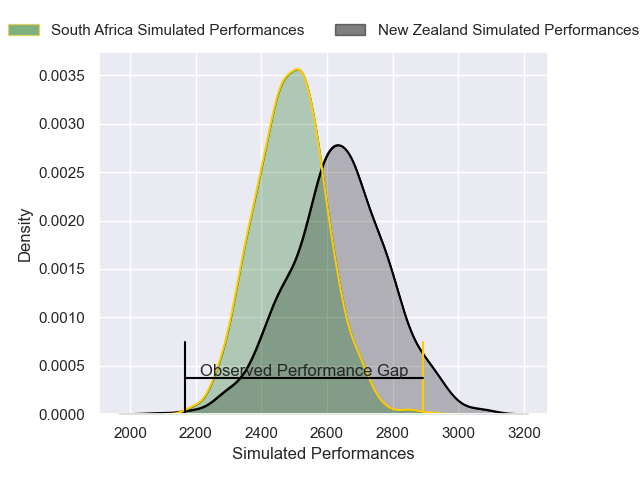 South Africa Simulated Performances
New Zealand Simulated Performances
0.0035
0.0030
0.0025
0.0020
0.0015
0.0010
0.0005
0.0000
Density
Observed Performance Gap
2000 2200 2400 2600 2800 3000 3200
Simulated Performances